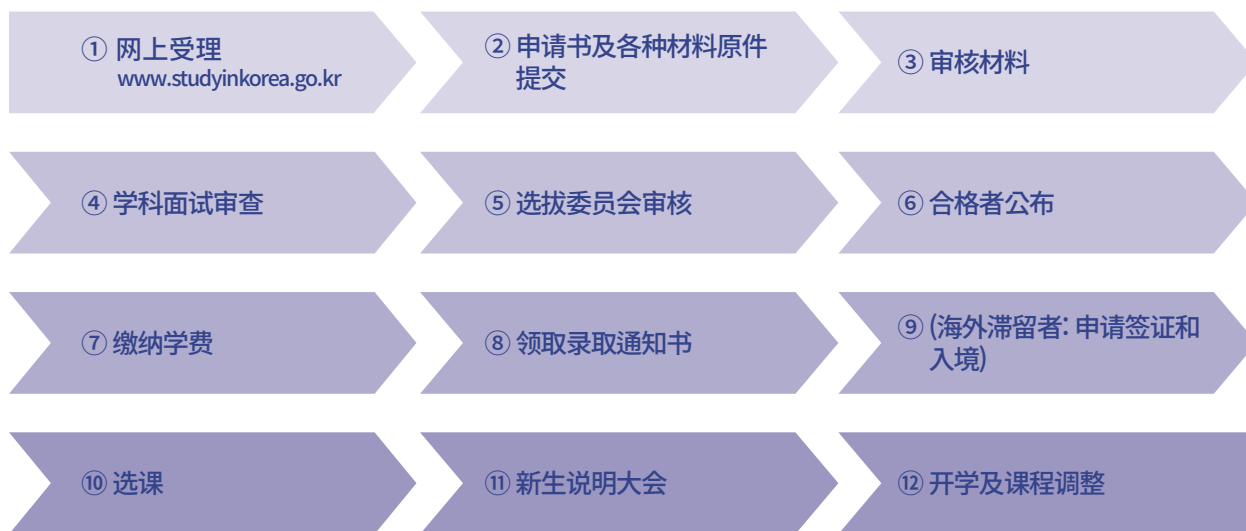 ① 网上受理
www.studyinkorea.go.kr
② 申请书及各种材料原件
提交
③ 审核材料
④ 学科面试审查
⑤ 选拔委员会审核
⑥ 合格者公布
⑦ 缴纳学费
⑧ 领取录取通知书
⑨ (海外滞留者: 申请签证和
入境)
⑩ 选课
⑪ 新生说明大会
⑫ 开学及课程调整